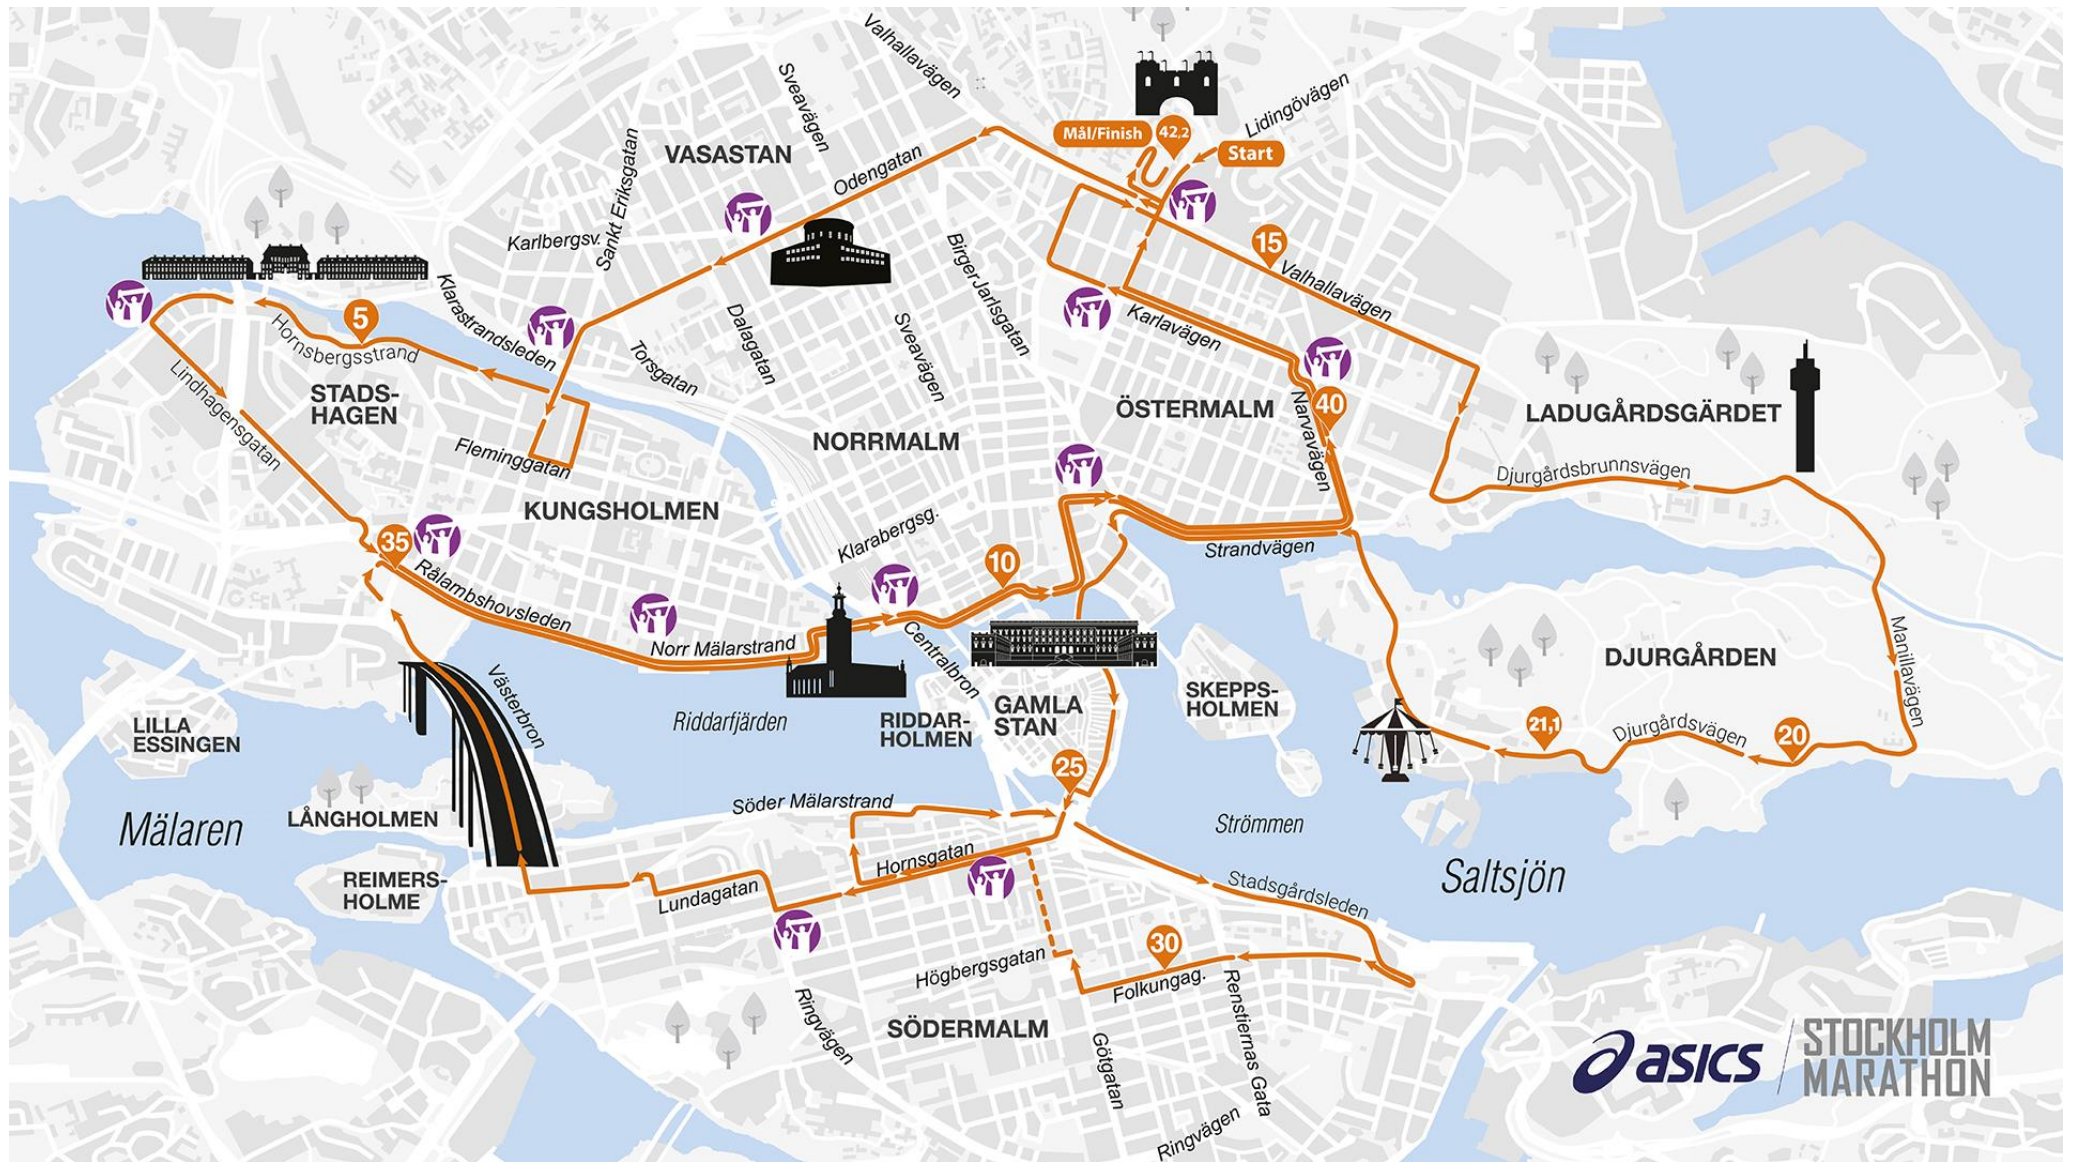 Valhallavägen
Sveavägen
Lidingövägen
Mål/Finish
42,2
Start
VASASTAN
Odengatan
Sankt Eriksgatan
Karlbergsv.
Birger Jarlsgatan
15
Valhallavägen
Klarastrandsleden
5
Hornsbergsstrand
Torsgatan
Dalagatan
Sveavägen
Karlavägen
STADS-
HAGEN
Lindhagensgatan
Fleminggatan
NORRMALM
ÖSTERMALM
40
Narvavägen
LADUGÅRDSGÄRDET
Djurgårdsbrunnsvägen
KUNGSHOLMEN
Klarabergsg.
35
Rålambshovsleden
10
Strandvägen
Norr Mälarstrand
Centralbron
Manillavägen
DJURGÅRDEN
Västerbron
LILLA
ESSINGEN
Riddarfjärden
RIDDAR-
HOLMEN
GAMLA
STAN
SKEPPS-
HOLMEN
21,1
Djurgårdsvägen
20
25
Söder Mälarstrand
LÅNGHOLMEN
Mälaren
Strömmen
Saltsjön
Hornsgatan
REIMERS-
HOLME
Lundagatan
Stadsgårdsleden
30
Högbergsgatan
Folkungag.
Renstiernas Gata
Ringvägen
SÖDERMALM
Götgatan
Ringvägen
asics
STOCKHOLM
MARATHON